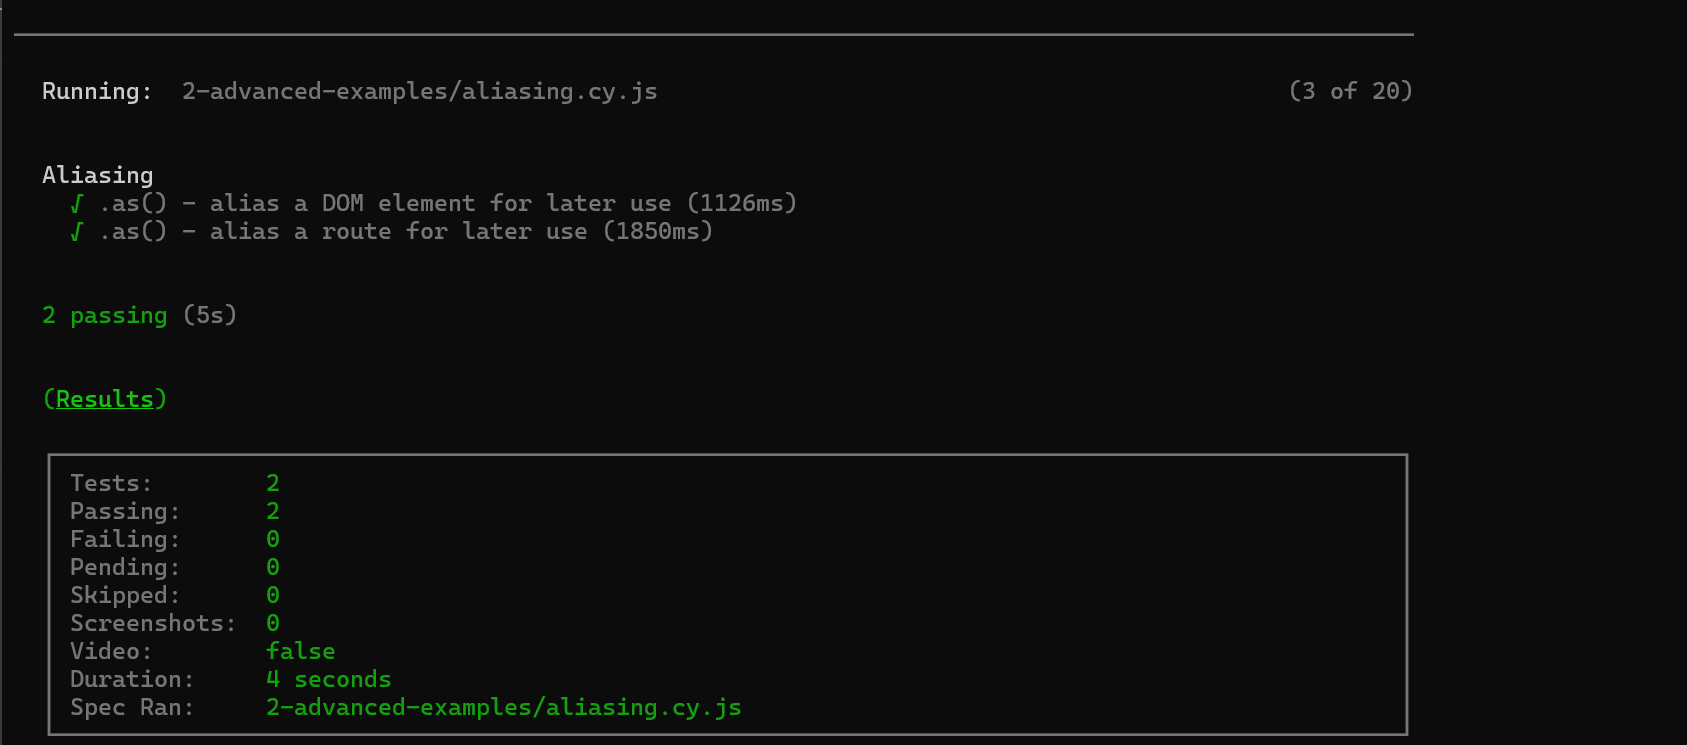 Running:  2-advanced-examples/aliasing.cy.js (3 of 20)
Aliasing
√ .as() - alias a DOM element for later use (1126ms)
√ .as() - alias a route for later use (1850ms)
2 passing (5s)
(Results)
Tests: 2
Passing: 2
Failing: 0
Pending: 0
Skipped: 0
Screenshots: 0
Video: false
Duration: 4 seconds
Spec Ran: 2-advanced-examples/aliasing.cy.js